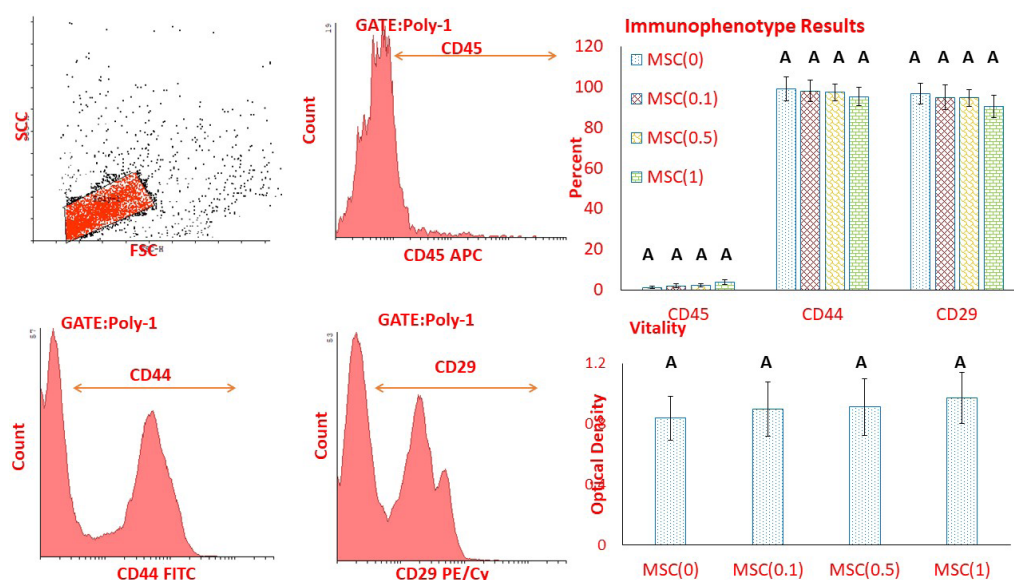 SCC
FSC
GATE:Poly-1
CD45
19
Count
CD45 APC
Immunophenotype Results
120
100
80
60
40
20
0
Percent
MSC(0)
MSC(0.1)
MSC(0.5)
MSC(1)
A A A A
A A A A
A A A A
CD45 CD44 CD29
GATE:Poly-1
CD44
Count
CD44 FITC
GATE:Poly-1
CD29
Count
CD29 PE/Cy
Vitality
1.2
0
Optical Density
A A A A
MSC(0) MSC(0.1) MSC(0.5) MSC(1)